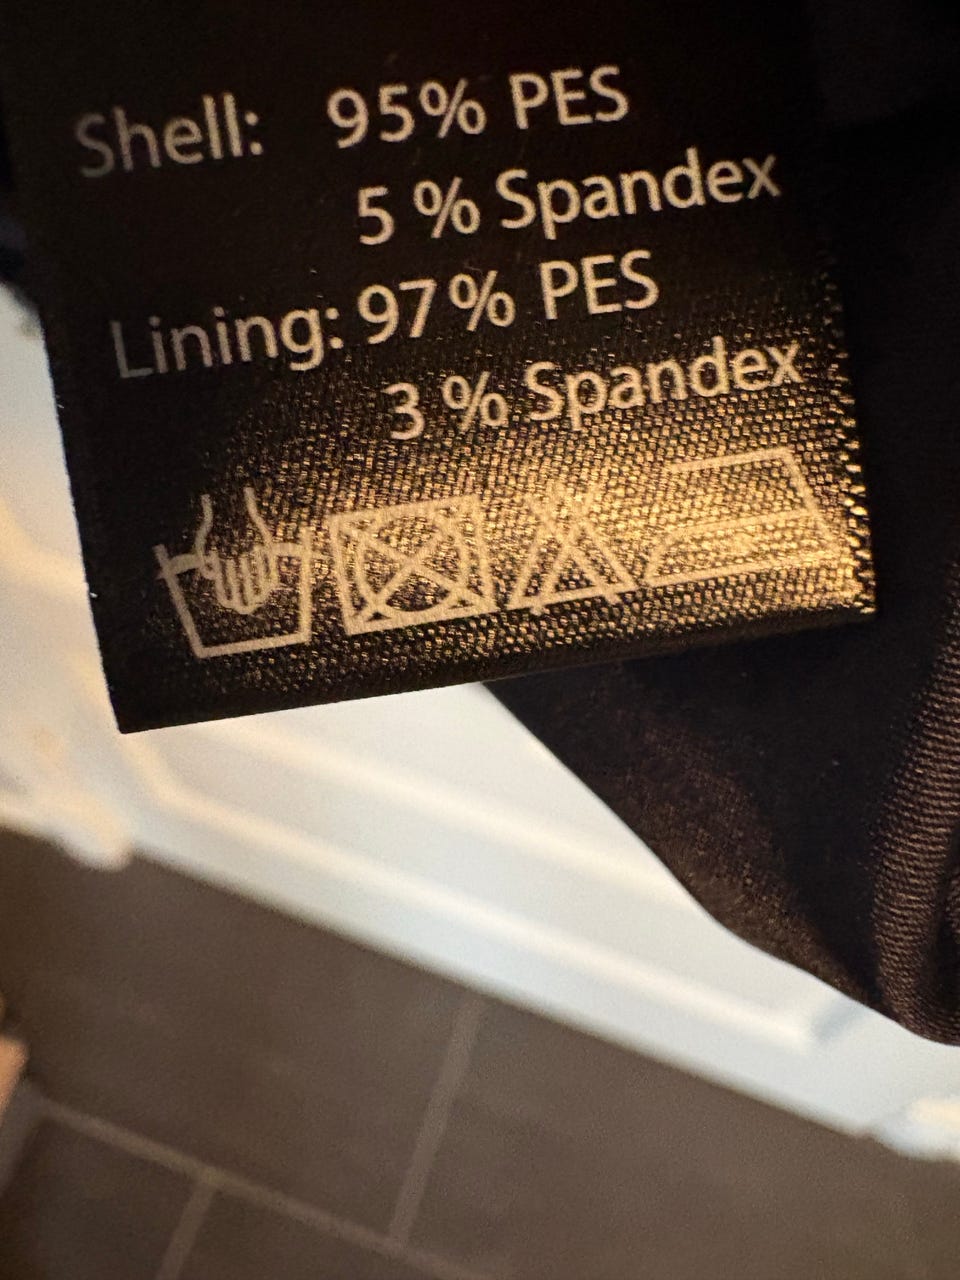 Shell: 95% PES
5 % Spandex
Lining: 97% PES
3 % Spandex